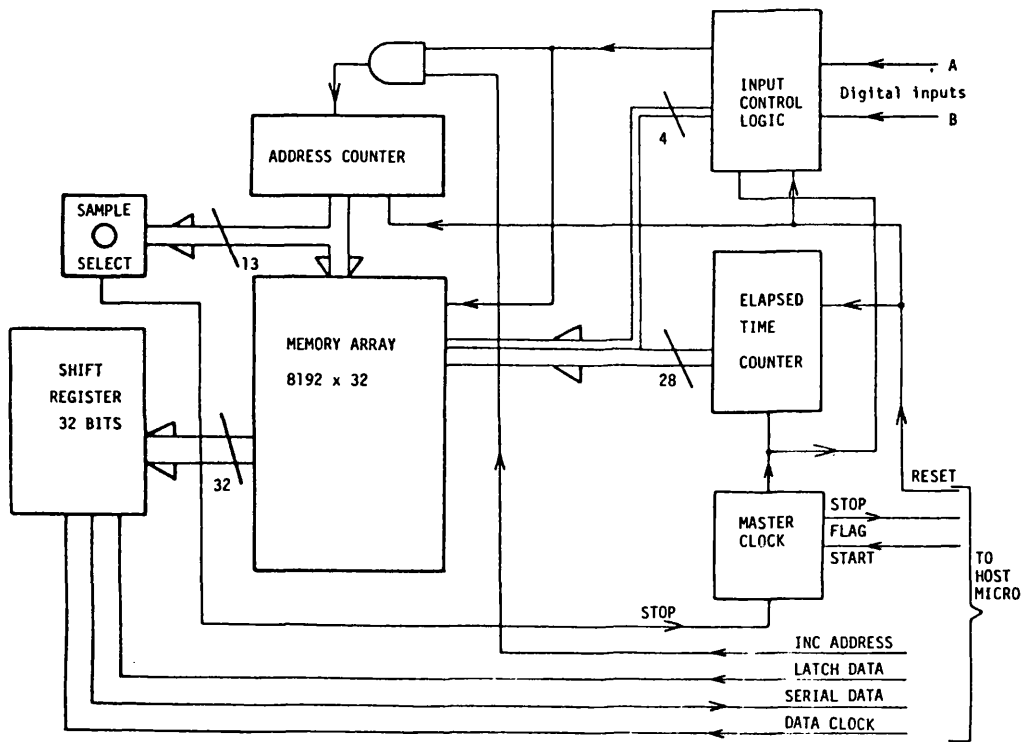 A
Digital inputs
B
INPUT
CONTROL
LOGIC
4
ADDRESS COUNTER
SAMPLE
SELECT
13
ELAPSED
TIME
COUNTER
MEMORY ARRAY
8192 x 32
28
SHIFT
REGISTER
32 BITS
32
RESET
MASTER
CLOCK
STOP
FLAG
START
TO
HOST
MICRO
STOP
INC ADDRESS
LATCH DATA
SERIAL DATA
DATA CLOCK